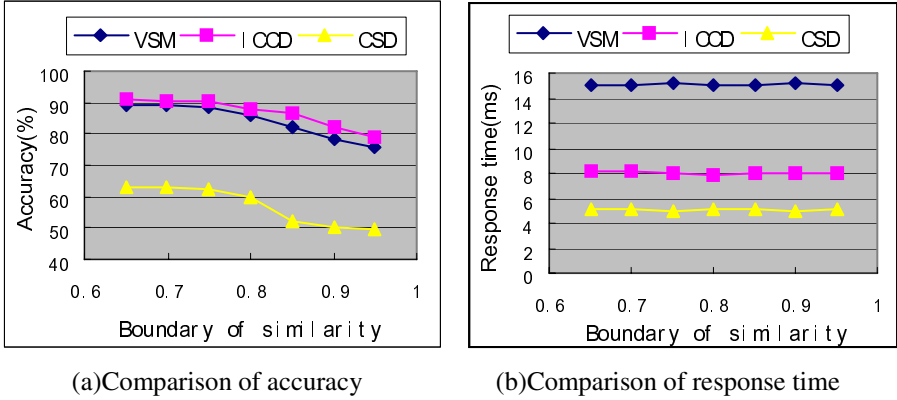 VSM ICCD CSD
Accuracy(%)
100
90
80
70
60
50
40
0.6 0.7 0.8 0.9 1
Boundary of similarity
(a)Comparison of accuracy
VSM ICCD CSD
Response time(ms)
16
14
12
10
8
6
4
2
0
0.6 0.7 0.8 0.9 1
Boundary of similarity
(b)Comparison of response time